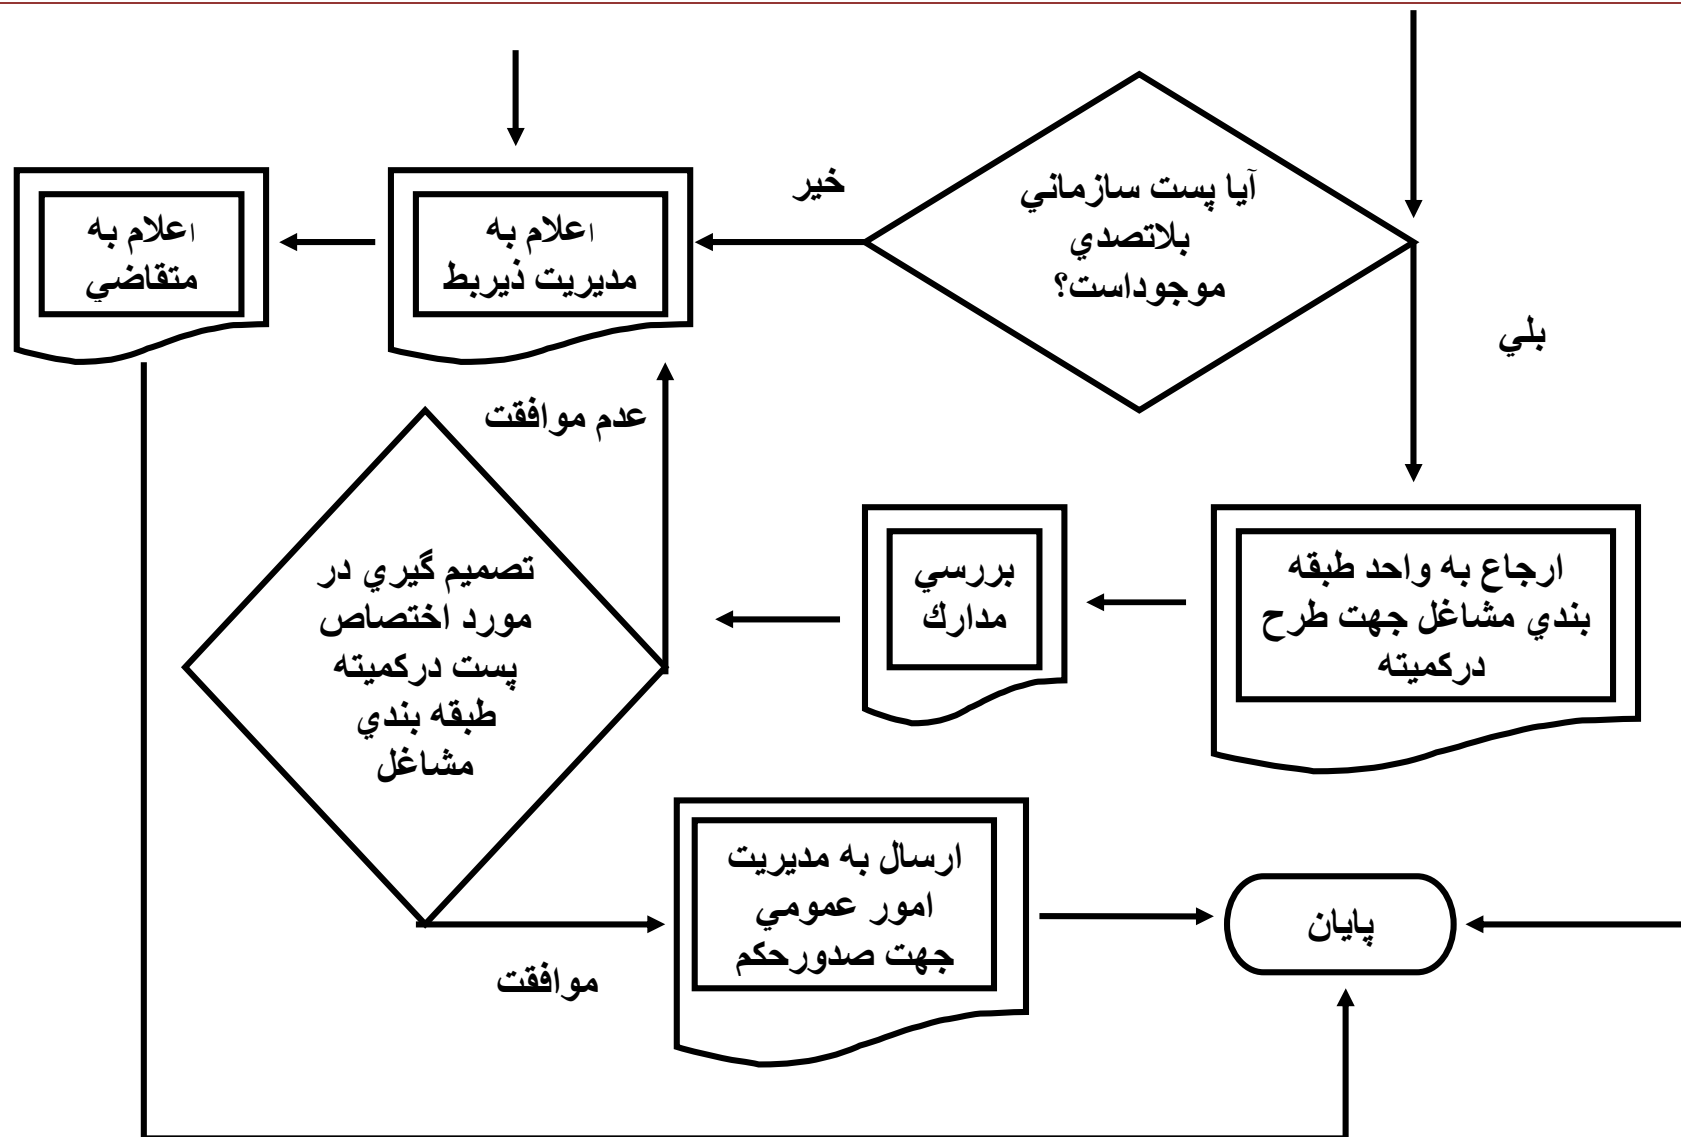 آيا پست سازماني
بلاتصدي
موجوداست؟
خير
اعلام به
مديريت ذيربط
اعلام به
متقاضي
بلي
عدم موافقت
ارجاع به واحد طبقه
بندي مشاغل جهت طرح
دركميته
بررسي
مدارك
تصميم گيري در
مورد اختصاص
پست دركميته
طبقه بندي
مشاغل
ارسال به مديريت
امور عمومي
جهت صدورحكم
موافقت
پايان